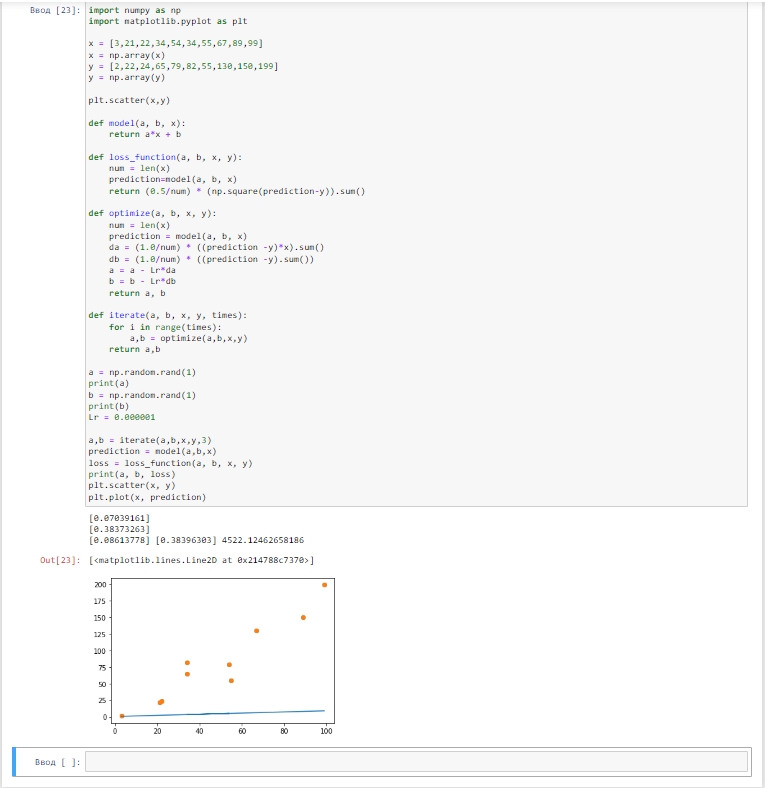 Ввод [23]: import numpy as np
import matplotlib.pyplot as plt
x = [3,21,22,34,54,34,55,67,89,99]
x = np.array(x)
y = [2,22,24,65,79,82,55,130,150,199]
y = np.array(y)
plt.scatter(x,y)
def model(a, b, x):
return a*x + b
def loss_function(a, b, x, y):
num = len(x)
prediction=model(a, b, x)
return (0.5/num) * (np.square(prediction-y)).sum()
def optimize(a, b, x, y):
num = len(x)
prediction = model(a, b, x)
da = (1.0/num) * ((prediction -y)*x).sum()
db = (1.0/num) * ((prediction -y).sum())
a = a - Lr*da
b = b - Lr*db
return a, b
def iterate(a, b, x, y, times):
for i in range(times):
a,b = optimize(a,b,x,y)
return a,b
a = np.random.rand(1)
print(a)
b = np.random.rand(1)
print(b)
Lr = 0.000001
a,b = iterate(a,b,x,y,3)
prediction = model(a,b,x)
loss = loss_function(a, b, x, y)
print(a, b, loss)
plt.scatter(x, y)
plt.plot(x, prediction)
[0.07039161]
[0.38373263]
[0.08613778] [0.38396303] 4522.12462658186
Out[23]: [<matplotlib.lines.Line2D at 0x214788c7370>]
200
175
150
125
100
75
50
25
0
0 20 40 60 80 100
Ввод [ ]: